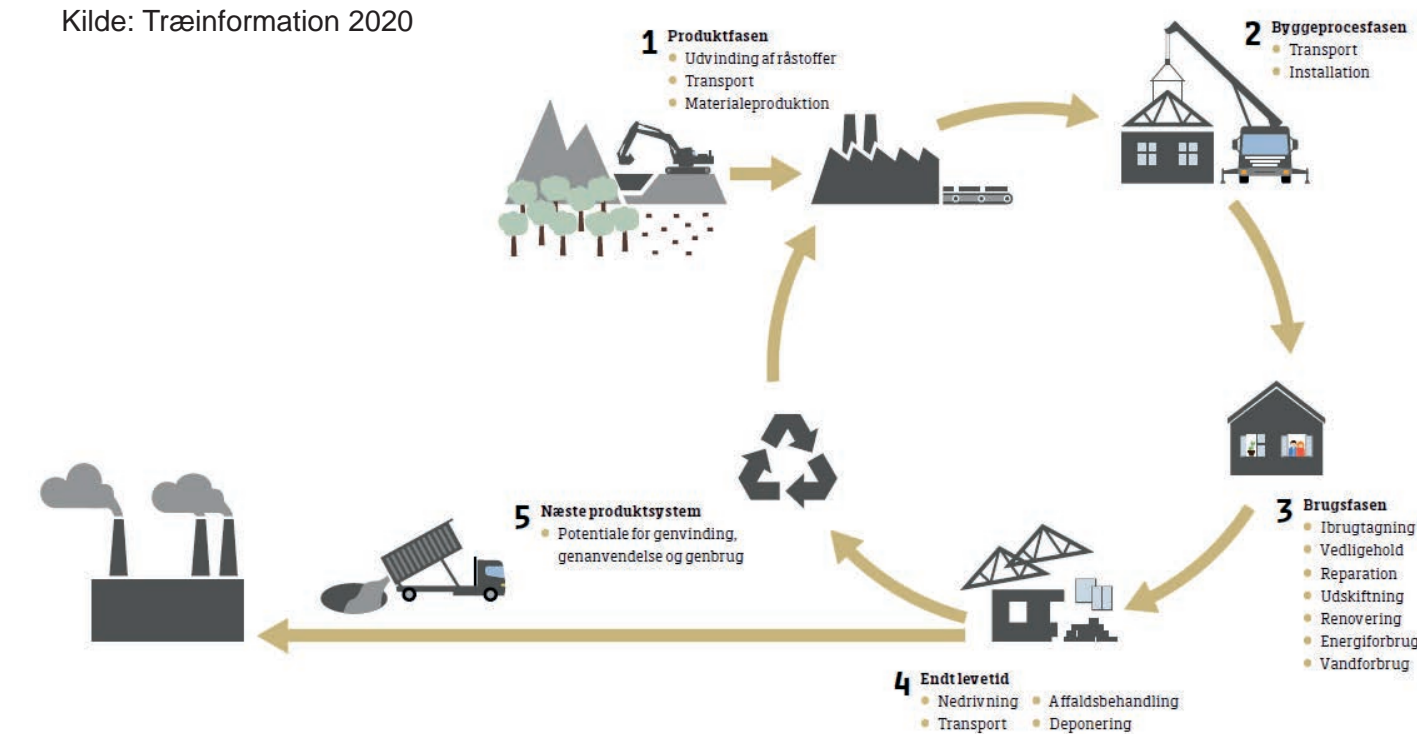 Kilde: Træinformation 2020
1 Produktfasen
Udvinding af råstoffer
Transport
Materialeproduktion
2 Byggeprocesfasen
Transport
Installation
3 Brugsfasen
Ibrugtagning
Vedligehold
Reparation
Udskiftning
Renovering
Energiforbrug
Vandforbrug
4 Endt levetid
Nedrivning
Transport
Affaldsbehandling
Deponering
5 Næste produktsystem
Potentiale for genvinding,
genanvendelse og genbrug